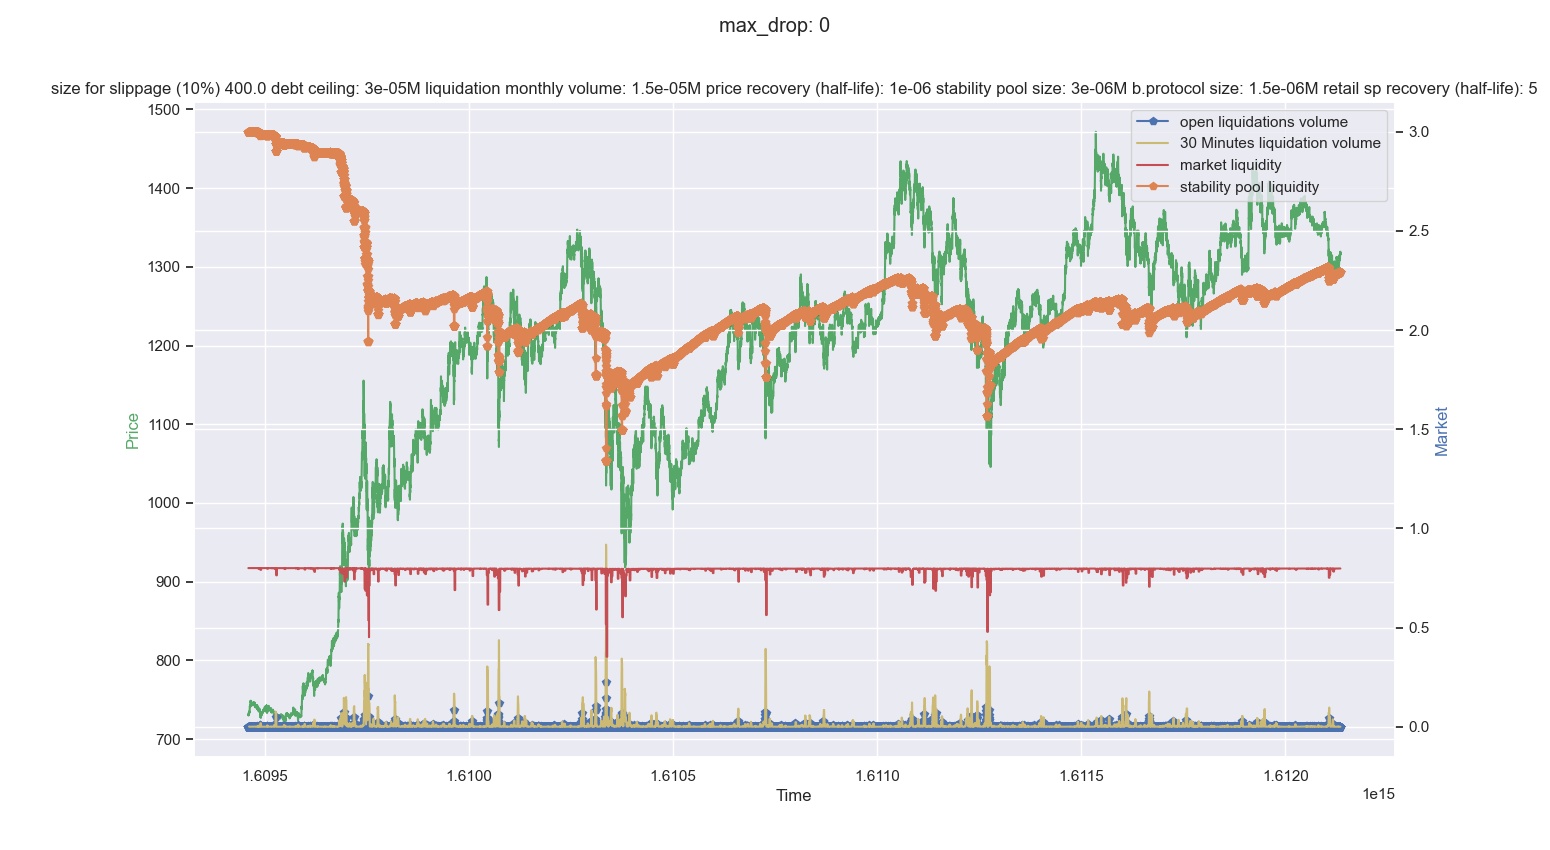 max_drop: 0
size for slippage (10%) 400.0 debt ceiling: 3e-05M liquidation monthly volume: 1.5e-05M price recovery (half-life): 1e-06 stability pool size: 3e-06M b.protocol size: 1.5e-06M retail sp recovery (half-life): 5
open liquidations volume
30 Minutes liquidation volume
market liquidity
stability pool liquidity
1500
1400
1300
1200
1100
1000
900
800
700
Price
3.0
2.5
2.0
1.5
1.0
0.5
0.0
Market
1.6095 1.6100 1.6105 1.6110 1.6115 1.6120
1e15
Time